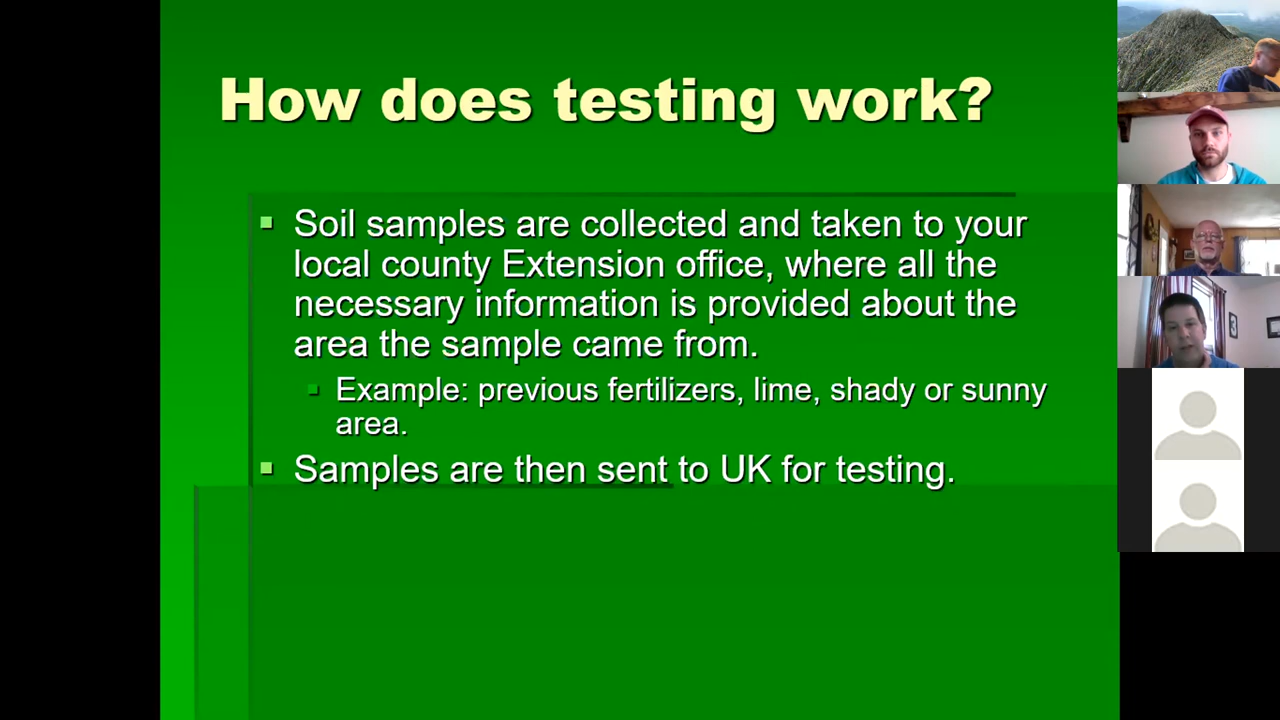 How does testing work?
Soil samples are collected and taken to your
local county Extension office, where all the
necessary information is provided about the
area the sample came from.
Example: previous fertilizers, lime, shady or sunny
area.
Samples are then sent to UK for testing.